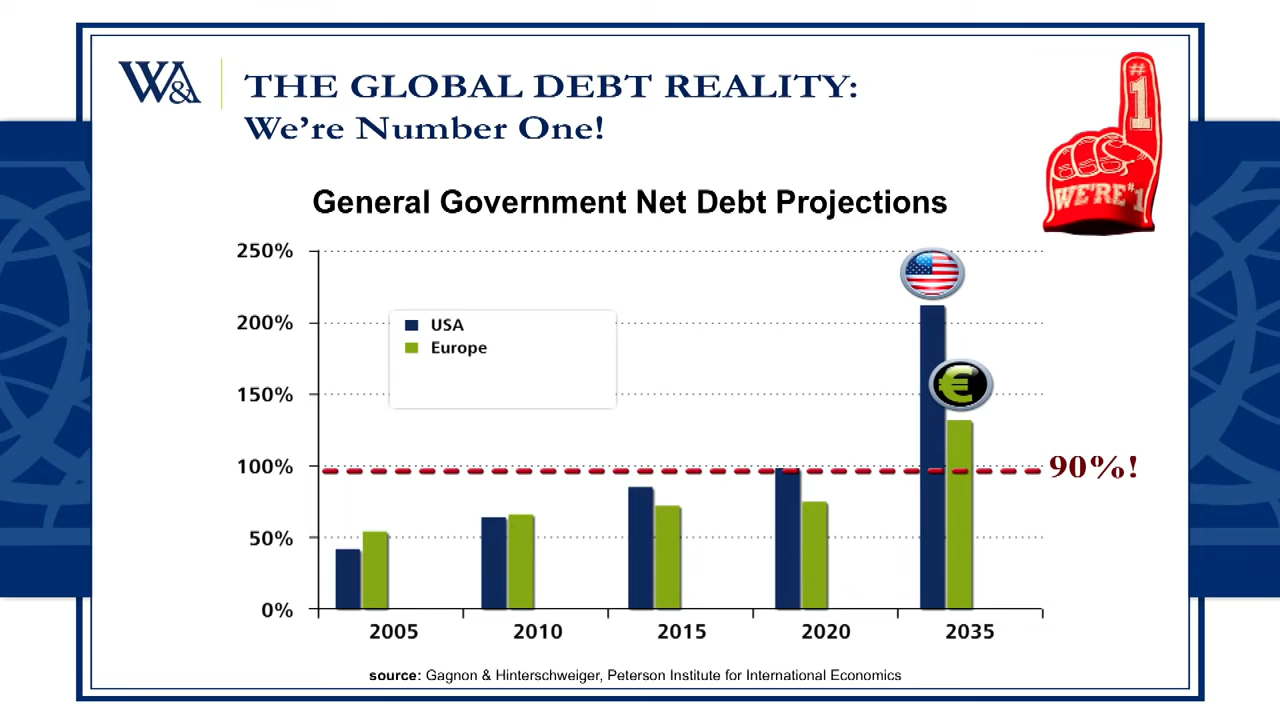 W&A
THE GLOBAL DEBT REALITY:
We're Number One!
#1
WE'RE #1
General Government Net Debt Projections
250%
200%
150%
100%
50%
0%
USA
Europe
€
90%!
2005 2010 2015 2020 2035
source: Gagnon & Hinterschweiger, Peterson Institute for International Economics